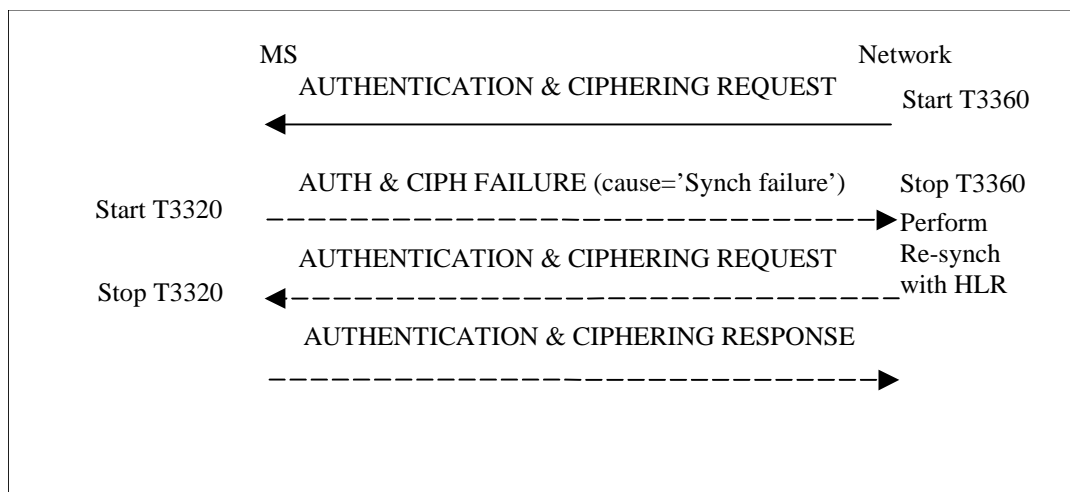 MS
Network
AUTHENTICATION & CIPHERING REQUEST
Start T3360
AUTH & CIPH FAILURE (cause='Synch failure')
Stop T3360
Start T3320
Perform
Re-synch
with HLR
AUTHENTICATION & CIPHERING REQUEST
Stop T3320
AUTHENTICATION & CIPHERING RESPONSE